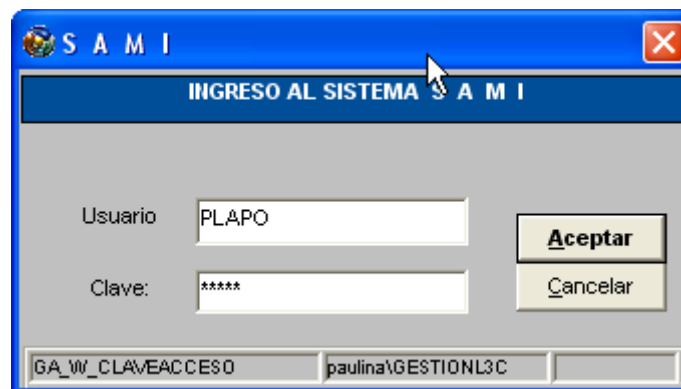 S A M I
INGRESO AL SISTEMA S A M I
Usuario PLAPO
Aceptar
Clave: *****
Cancelar
GA_W_CLAVEACCESO paulina\GESTIONL3C